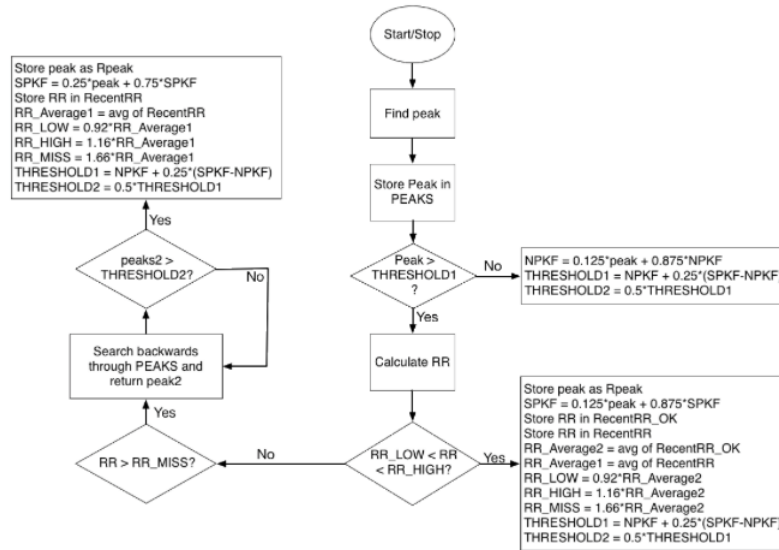 Start/Stop
Find peak
Store Peak in
PEAKS
Peak >
THRESHOLD1
?
No
NPKF = 0.125*peak + 0.875*NPKF
THRESHOLD1 = NPKF + 0.25*(SPKF-NPKF)
THRESHOLD2 = 0.5*THRESHOLD1
Yes
Calculate RR
RR_LOW < RR
< RR_HIGH?
Yes
Store peak as Rpeak
SPKF = 0.125*peak + 0.875*SPKF
Store RR in RecentRR_OK
Store RR in RecentRR
RR_Average2 = avg of RecentRR_OK
RR_Average1 = avg of RecentRR
RR_LOW = 0.92*RR_Average2
RR_HIGH = 1.16*RR_Average2
RR_MISS = 1.66*RR_Average2
THRESHOLD1 = NPKF + 0.25*(SPKF-NPKF)
THRESHOLD2 = 0.5*THRESHOLD1
No
RR > RR_MISS?
Yes
Search backwards
through PEAKS and
return peak2
peaks2 >
THRESHOLD2?
No
Yes
Store peak as Rpeak
SPKF = 0.25*peak + 0.75*SPKF
Store RR in RecentRR
RR_Average1 = avg of RecentRR
RR_LOW = 0.92*RR_Average1
RR_HIGH = 1.16*RR_Average1
RR_MISS = 1.66*RR_Average1
THRESHOLD1 = NPKF + 0.25*(SPKF-NPKF)
THRESHOLD2 = 0.5*THRESHOLD1